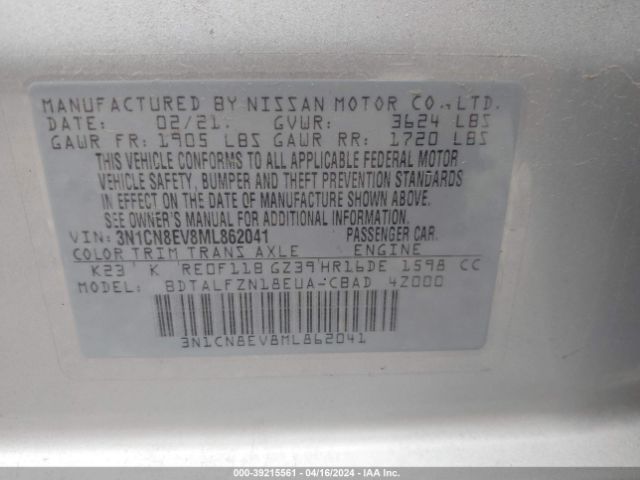 MANUFACTURED BY NISSAN MOTOR CO., LTD.
DATE: 02/21. GVWR: 3624 LBS
GAWR FR: 1905 LBS GAWR RR: 1720 LBS
THIS VEHICLE CONFORMS TO ALL APPLICABLE FEDERAL MOTOR
VEHICLE SAFETY, BUMPER AND THEFT PREVENTION STANDARDS
IN EFFECT ON THE DATE OF MANUFACTURE SHOWN ABOVE.
SEE OWNER'S MANUAL FOR ADDITIONAL INFORMATION.
VIN: 3N1CN8EV8ML862041 PASSENGER CAR.
COLOR TRIM TRANS AXLE ENGINE
K23 K RE0F11B GZ39 HR16DE 1598 CC
MODEL BDTALFZN18EUA-CBAD 4Z000
3N1CN8EV8ML862041
000-39215561 - 04/16/2024 - IAA Inc.